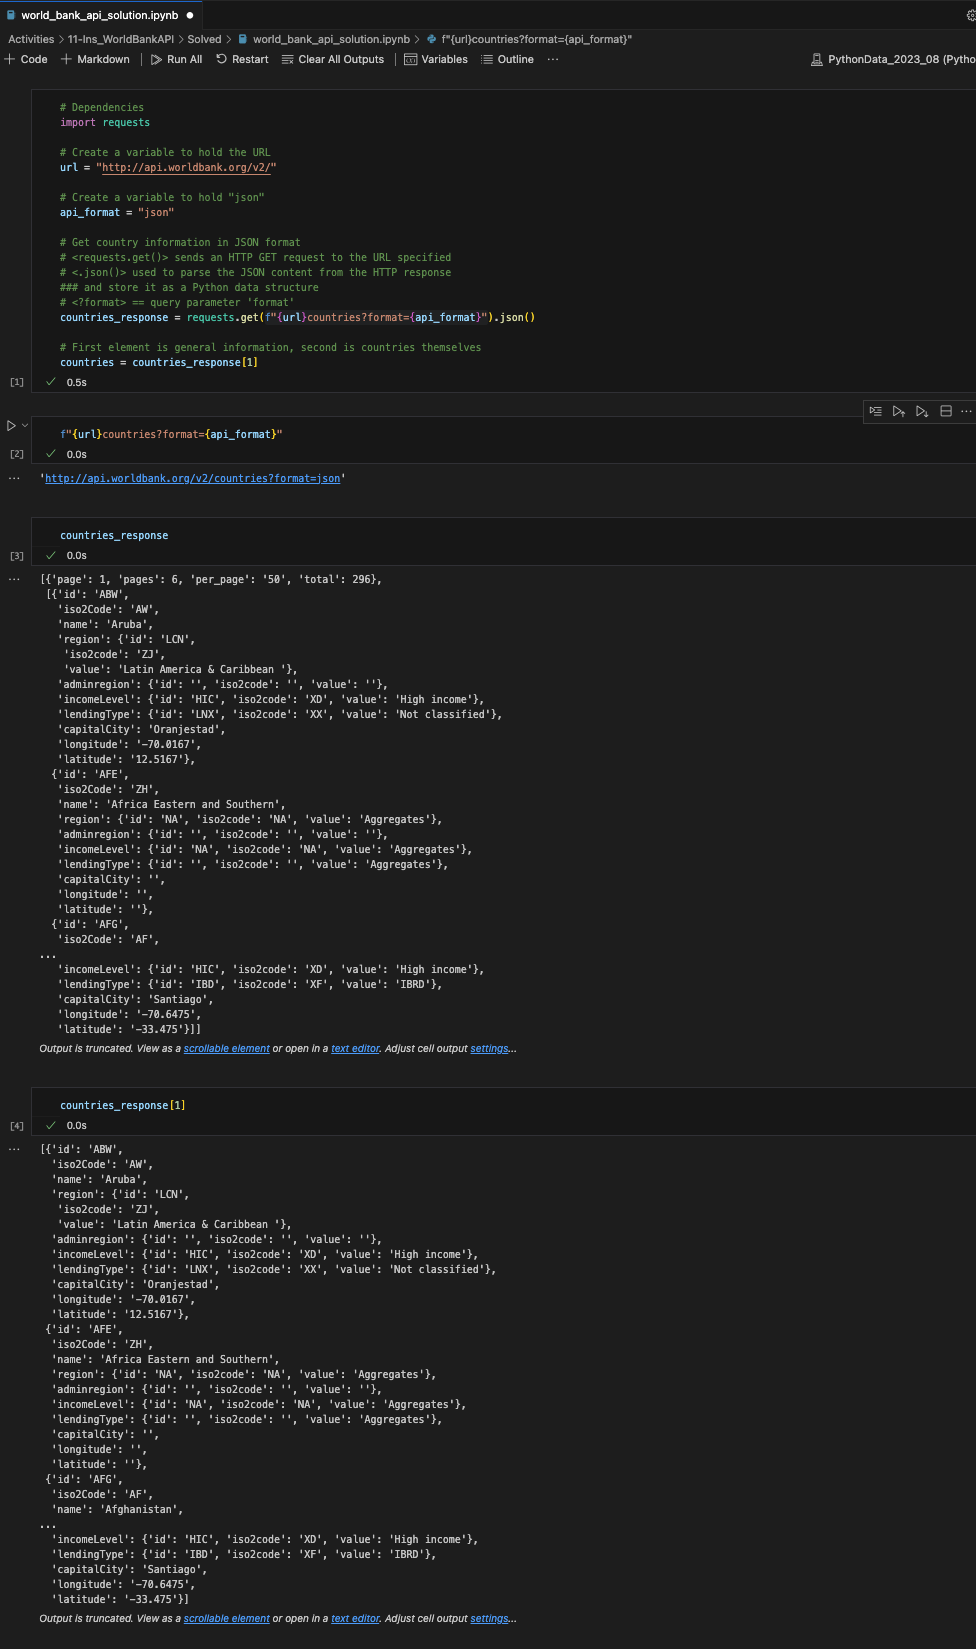 world_bank_api_solution.ipynb ●
Activities > 11-Ins_WorldBankAPI > Solved > world_bank_api_solution.ipynb > f"{url}countries?format={api_format}"
+ Code + Markdown | Run All Restart Clear All Outputs | Variables Outline ... PythonData_2023_08 (Pytho
# Dependencies
import requests
# Create a variable to hold the URL
url = "http://api.worldbank.org/v2/"
# Create a variable to hold "json"
api_format = "json"
# Get country information in JSON format
# <requests.get()> sends an HTTP GET request to the URL specified
# <.json()> used to parse the JSON content from the HTTP response
### and store it as a Python data structure
# <?format> == query parameter 'format'
countries_response = requests.get(f"{url}countries?format={api_format}").json()
# First element is general information, second is countries themselves
countries = countries_response[1]
[1] ✓ 0.5s
f"{url}countries?format={api_format}"
[2] ✓ 0.0s
... 'http://api.worldbank.org/v2/countries?format=json'
countries_response
[3] ✓ 0.0s
... [{'page': 1, 'pages': 6, 'per_page': '50', 'total': 296},
[{'id': 'ABW',
'iso2Code': 'AW',
'name': 'Aruba',
'region': {'id': 'LCN',
'iso2code': 'ZJ',
'value': 'Latin America & Caribbean '},
'adminregion': {'id': '', 'iso2code': '', 'value': ''},
'incomeLevel': {'id': 'HIC', 'iso2code': 'XD', 'value': 'High income'},
'lendingType': {'id': 'LNX', 'iso2code': 'XX', 'value': 'Not classified'},
'capitalCity': 'Oranjestad',
'longitude': '-70.0167',
'latitude': '12.5167'},
{'id': 'AFE',
'iso2Code': 'ZH',
'name': 'Africa Eastern and Southern',
'region': {'id': 'NA', 'iso2code': 'NA', 'value': 'Aggregates'},
'adminregion': {'id': '', 'iso2code': '', 'value': ''},
'incomeLevel': {'id': 'NA', 'iso2code': 'NA', 'value': 'Aggregates'},
'lendingType': {'id': '', 'iso2code': '', 'value': 'Aggregates'},
'capitalCity': '',
'longitude': '',
'latitude': ''},
{'id': 'AFG',
'iso2Code': 'AF',
...
'incomeLevel': {'id': 'HIC', 'iso2code': 'XD', 'value': 'High income'},
'lendingType': {'id': 'IBD', 'iso2code': 'XF', 'value': 'IBRD'},
'capitalCity': 'Santiago',
'longitude': '-70.6475',
'latitude': '-33.475'}]]
Output is truncated. View as a scrollable element or open in a text editor. Adjust cell output settings...
countries_response[1]
[4] ✓ 0.0s
... [{'id': 'ABW',
'iso2Code': 'AW',
'name': 'Aruba',
'region': {'id': 'LCN',
'iso2code': 'ZJ',
'value': 'Latin America & Caribbean '},
'adminregion': {'id': '', 'iso2code': '', 'value': ''},
'incomeLevel': {'id': 'HIC', 'iso2code': 'XD', 'value': 'High income'},
'lendingType': {'id': 'LNX', 'iso2code': 'XX', 'value': 'Not classified'},
'capitalCity': 'Oranjestad',
'longitude': '-70.0167',
'latitude': '12.5167'},
{'id': 'AFE',
'iso2Code': 'ZH',
'name': 'Africa Eastern and Southern',
'region': {'id': 'NA', 'iso2code': 'NA', 'value': 'Aggregates'},
'adminregion': {'id': '', 'iso2code': '', 'value': ''},
'incomeLevel': {'id': 'NA', 'iso2code': 'NA', 'value': 'Aggregates'},
'lendingType': {'id': '', 'iso2code': '', 'value': 'Aggregates'},
'capitalCity': '',
'longitude': '',
'latitude': ''},
{'id': 'AFG',
'iso2Code': 'AF',
'name': 'Afghanistan',
...
'incomeLevel': {'id': 'HIC', 'iso2code': 'XD', 'value': 'High income'},
'lendingType': {'id': 'IBD', 'iso2code': 'XF', 'value': 'IBRD'},
'capitalCity': 'Santiago',
'longitude': '-70.6475',
'latitude': '-33.475'}]
Output is truncated. View as a scrollable element or open in a text editor. Adjust cell output settings...